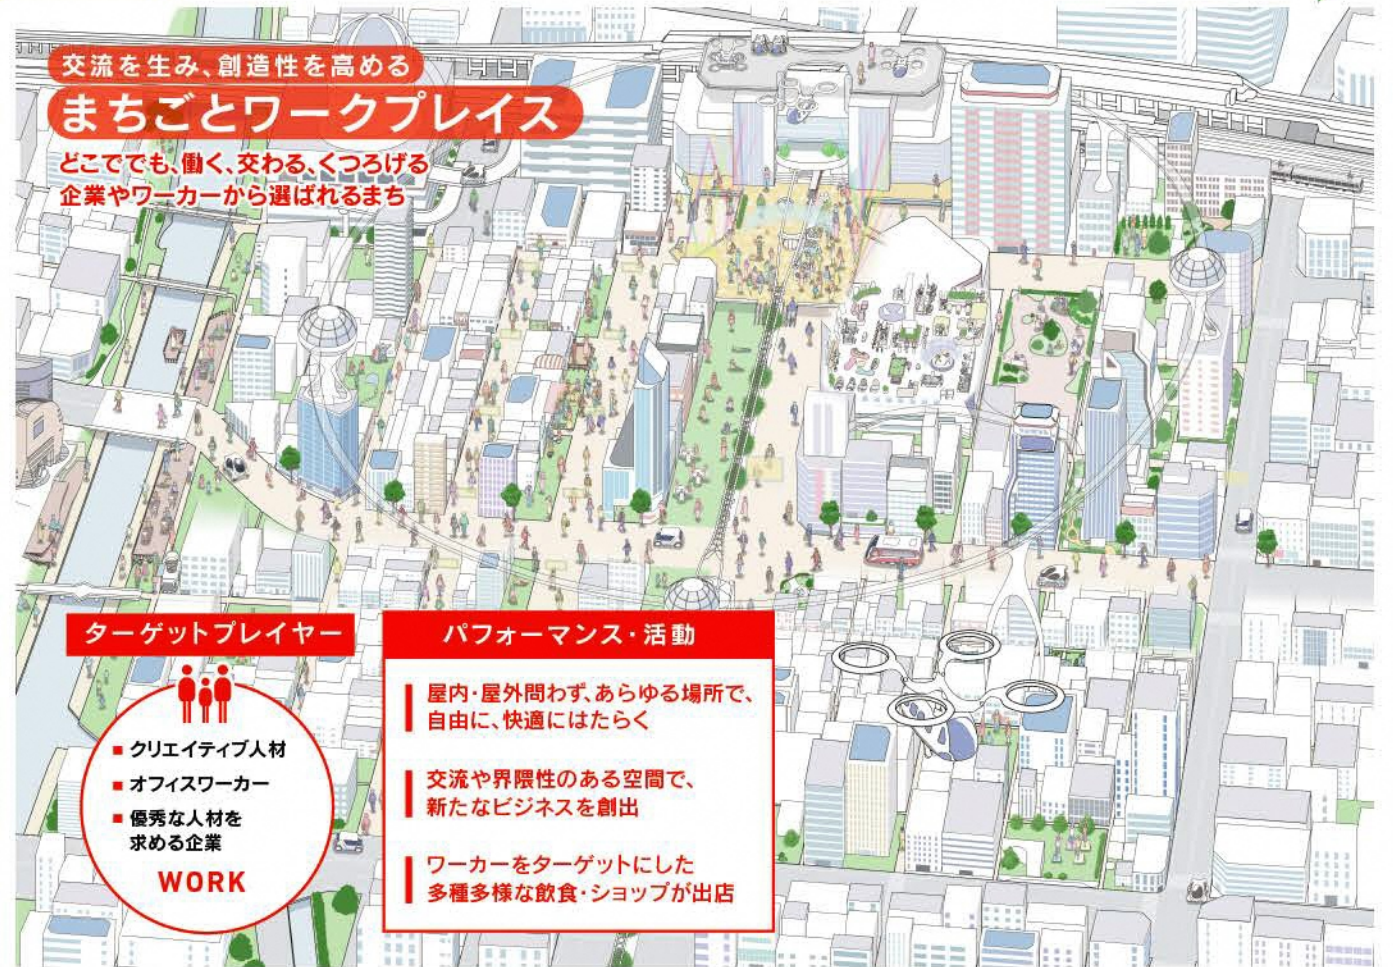 交流を生み、創造性を高める
まちごとワークプレイス
どこででも、働く、交わる、くつろげる
企業やワーカーから選ばれるまち
ターゲットプレイヤー
■ クリエイティブ人材
■ オフィスワーカー
■ 優秀な人材を
求める企業
WORK
パフォーマンス・活動
屋内・屋外問わず、あらゆる場所で、
自由に、快適にはたらく
交流や界隈性のある空間で、
新たなビジネスを創出
ワーカーをターゲットにした
多種多様な飲食・ショップが出店